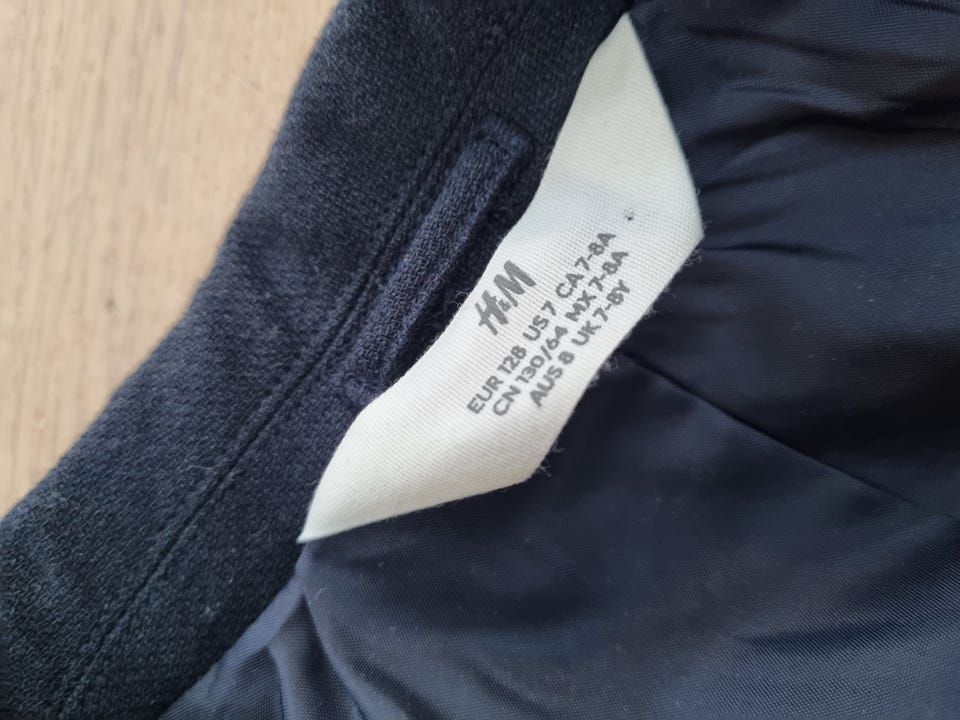 H&M
EUR 128 US 7 CA 7-8A
CN 130/64 MX 7-8A
AUS 8 UK 7-8Y